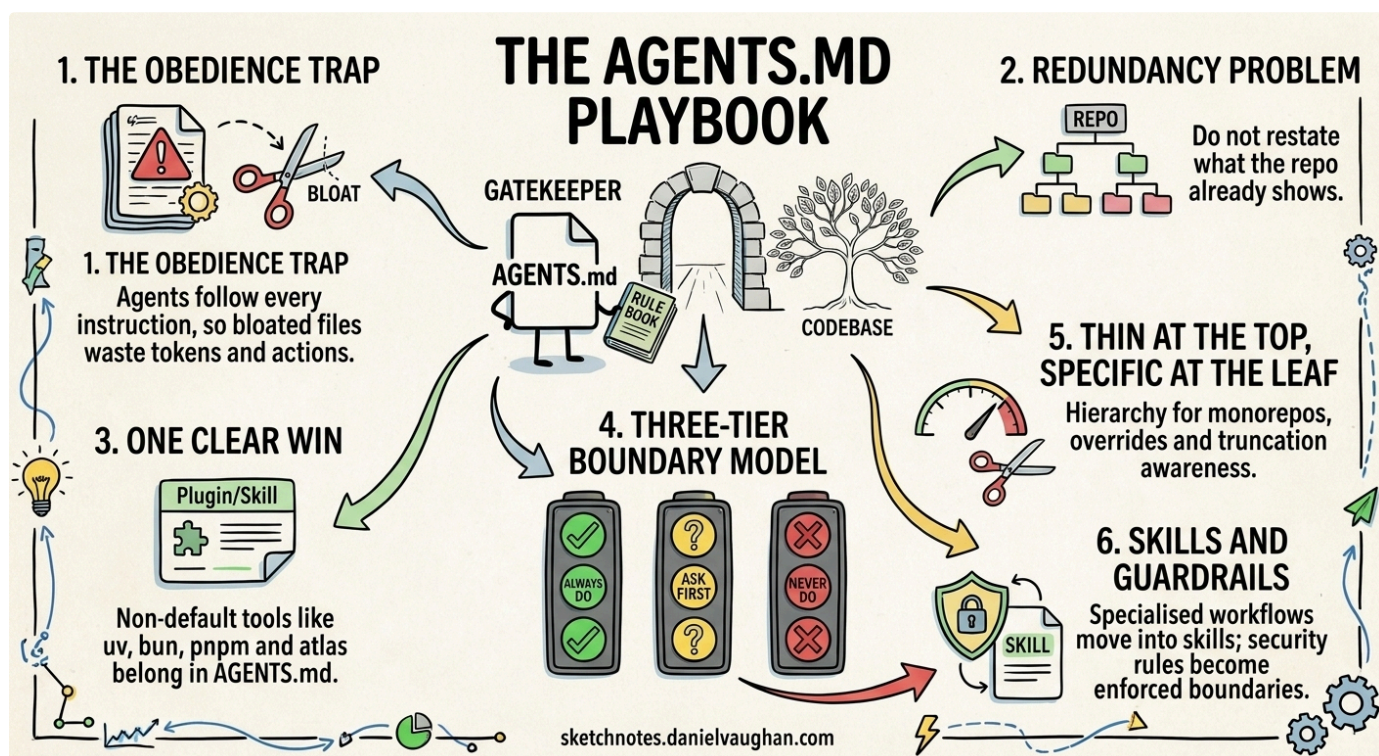 THE AGENTS.MD
PLAYBOOK
1. THE OBEDIENCE TRAP
BLOAT
1. THE OBEDIENCE TRAP
Agents follow every
instruction, so bloated files
waste tokens and actions.
GATEKEEPER
AGENTS.md
RULE
BOOK
CODEBASE
2. REDUNDANCY PROBLEM
REPO
Do not restate
what the repo
already shows.
3. ONE CLEAR WIN
Plugin/Skill
Non-default tools like
uv, bun, pnpm and atlas
belong in AGENTS.md.
4. THREE-TIER
BOUNDARY MODEL
ALWAYS
DO
?
ASK
FIRST
?
NEVER
DO
5. THIN AT THE TOP,
SPECIFIC AT THE LEAF
Hierarchy for monorepos,
overrides and truncation
awareness.
6. SKILLS AND
GUARDRAILS
SKILL
Specialised workflows
move into skills; security
rules become
enforced boundaries.
sketchnotes.danielvaughan.com